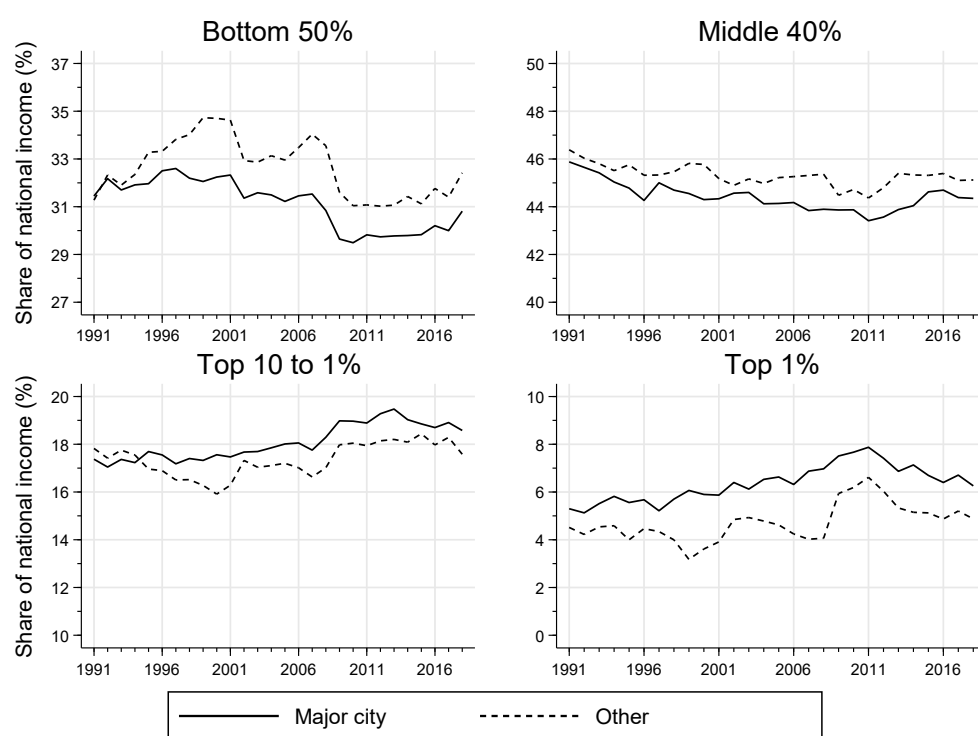 Bottom 50%
Share of national income (%)
37
35
33
31
29
27
1991 1996 2001 2006 2011 2016
Middle 40%
50
48
46
44
42
40
1991 1996 2001 2006 2011 2016
Top 10 to 1%
Share of national income (%)
20
18
16
14
12
10
1991 1996 2001 2006 2011 2016
Top 1%
10
8
6
4
2
0
1991 1996 2001 2006 2011 2016
Major city Other